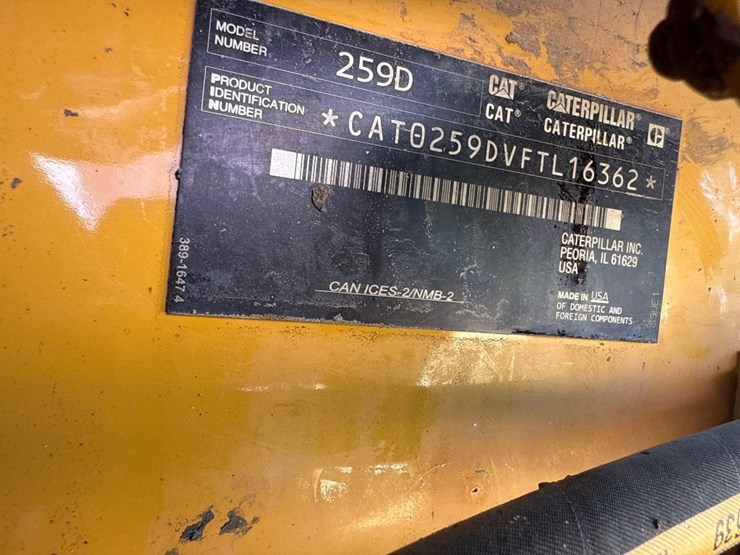 MODEL
NUMBER
259D
CAT CATERPILLAR
CAT® CATERPILLAR®
PRODUCT
IDENTIFICATION
NUMBER
*CAT0259DVFTL16362*
CATERPILLAR INC.
PEORIA, IL 61629
USA
CAN ICES-2/NMB-2
MADE IN USA
OF DOMESTIC AND
FOREIGN COMPONENTS
389-1647 4